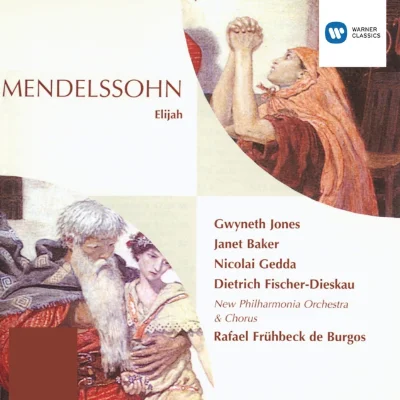 WARNER
CLASSICS
MENDELSSOHN
Elijah
Gwyneth Jones
Janet Baker
Nicolai Gedda
Dietrich Fischer-Dieskau
New Philharmonia Orchestra
& Chorus
Rafael Frühbeck de Burgos